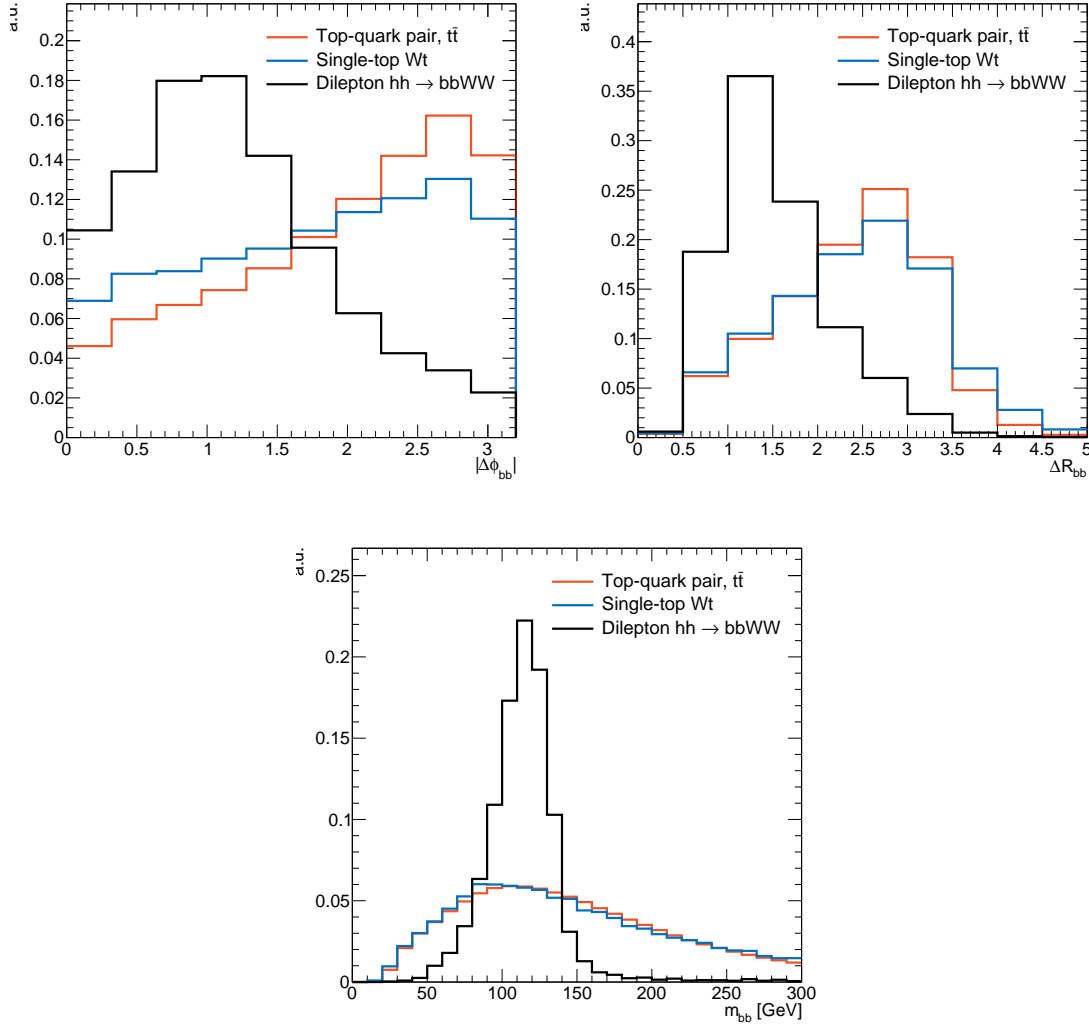 a.u.
Top-quark pair, tt̄
Single-top Wt
Dilepton hh → bbWW
0.2
0.18
0.16
0.14
0.12
0.1
0.08
0.06
0.04
0.02
0
0 0.5 1 1.5 2 2.5 3
|Δϕ_bb|
a.u.
Top-quark pair, tt̄
Single-top Wt
Dilepton hh → bbWW
0.4
0.35
0.3
0.25
0.2
0.15
0.1
0.05
0
0 0.5 1 1.5 2 2.5 3 3.5 4 4.5 5
ΔR_bb
a.u.
Top-quark pair, tt̄
Single-top Wt
Dilepton hh → bbWW
0.25
0.2
0.15
0.1
0.05
0
0 50 100 150 200 250 300
m_bb [GeV]